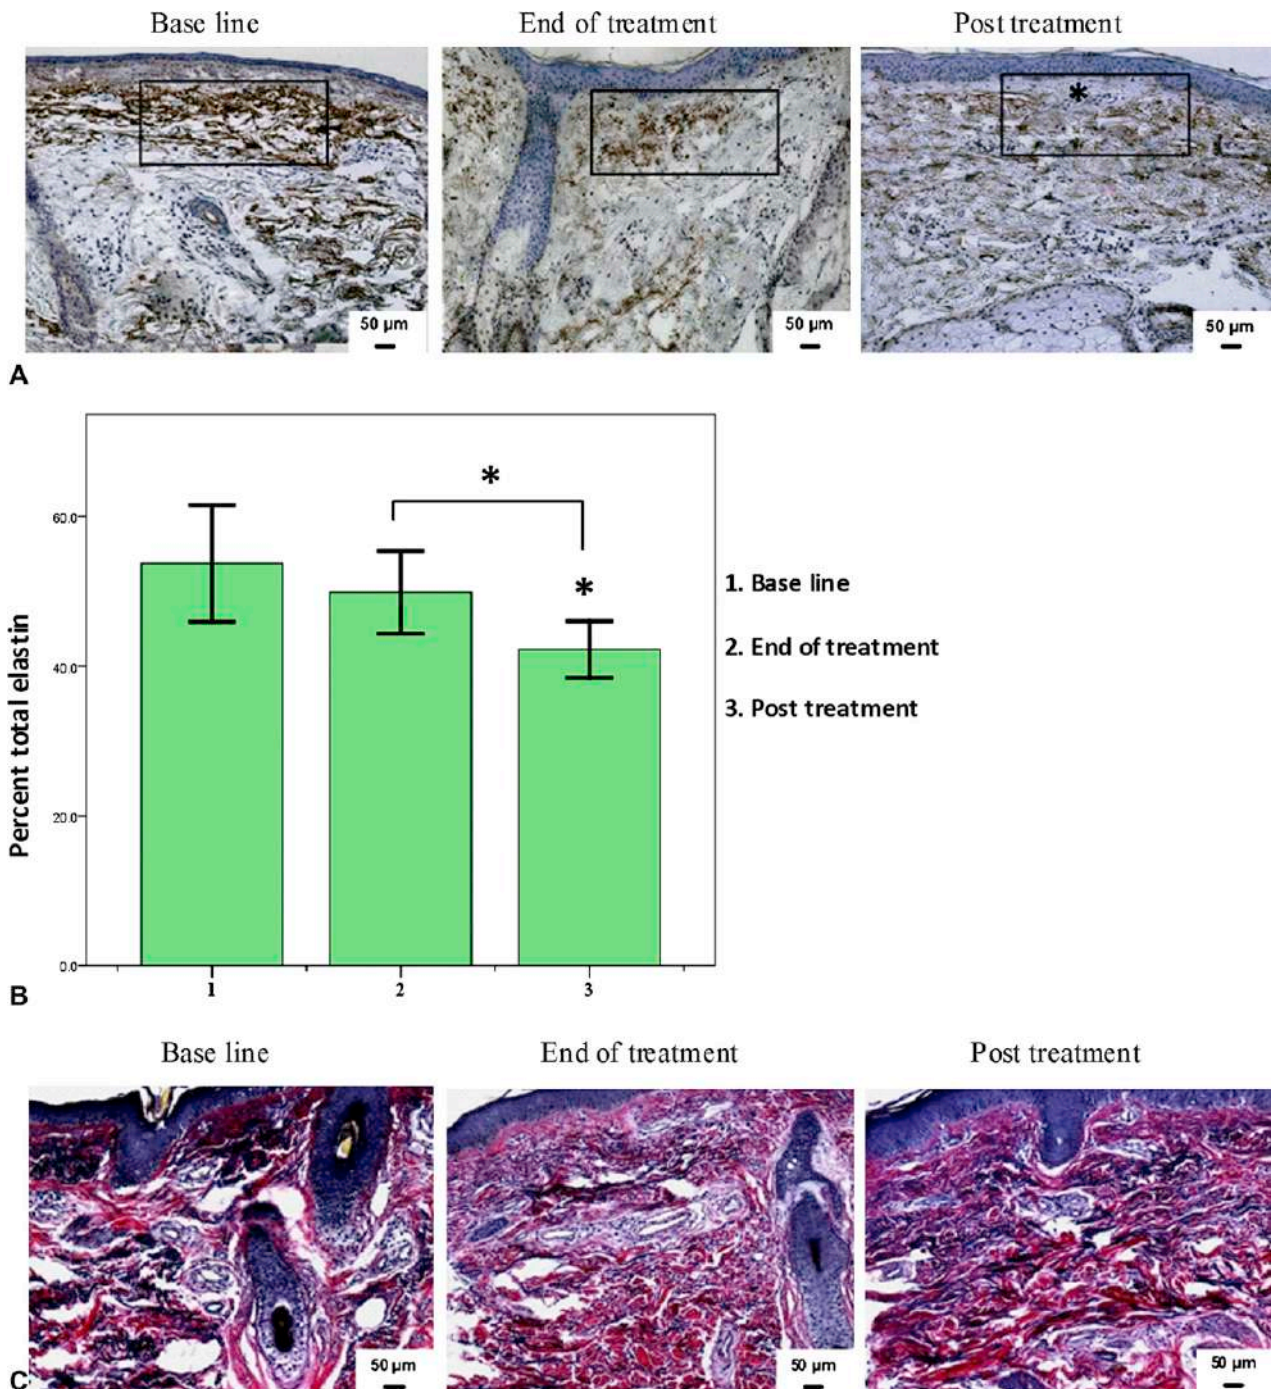 Base line End of treatment Post treatment
*
50 µm 50 µm 50 µm
A
*
60.0
*
1. Base line
2. End of treatment
40.0
3. Post treatment
Percent total elastin
20.0
0.0
1 2 3
B
Base line End of treatment Post treatment
50 µm 50 µm 50 µm
C